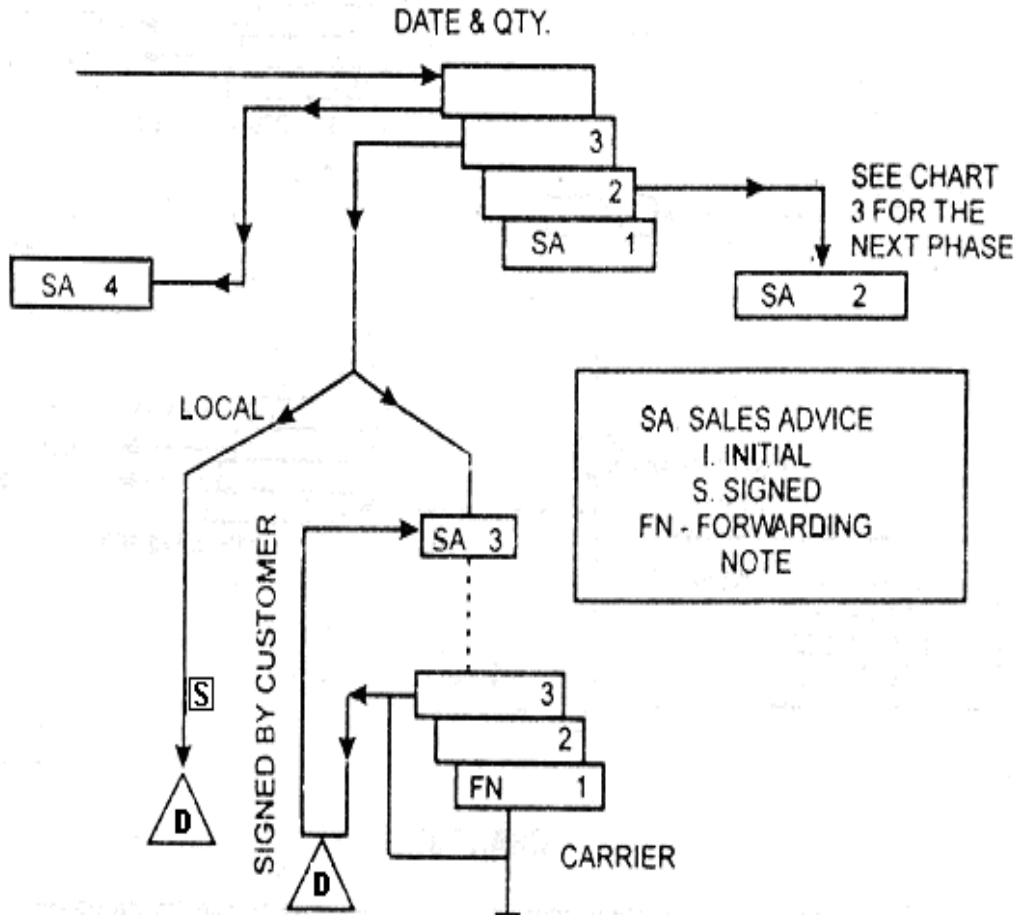 DATE & QTY.
3
2
SA 1
SEE CHART
3 FOR THE
NEXT PHASE
SA 4
SA 2
LOCAL
SA SALES ADVICE
I. INITIAL
S. SIGNED
FN - FORWARDING
NOTE
SA 3
SIGNED BY CUSTOMER
S
3
2
FN 1
D
CARRIER
D